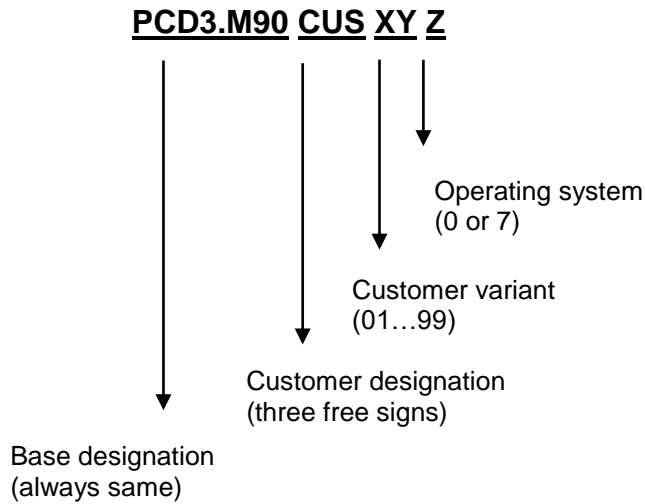 PCD3.M90 CUS XY Z
Operating system
(0 or 7)
Customer variant
(01…99)
Customer designation
(three free signs)
Base designation
(always same)